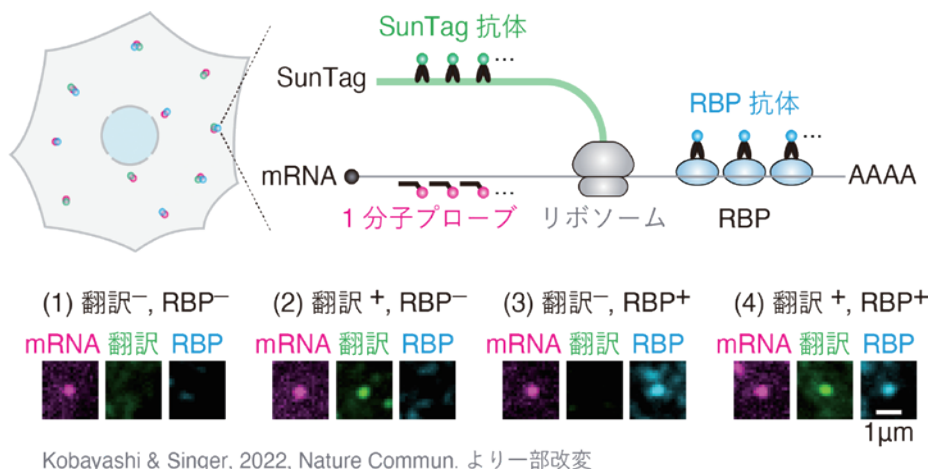 SunTag 抗体
SunTag
RBP 抗体
mRNA
AAAA
1分子プローブ
リボソーム
RBP
(1) 翻訳−, RBP−
(2) 翻訳+, RBP−
(3) 翻訳−, RBP+
(4) 翻訳+, RBP+
mRNA 翻訳 RBP
mRNA 翻訳 RBP
mRNA 翻訳 RBP
mRNA 翻訳 RBP
1μm
Kobayashi & Singer, 2022, Nature Commun. より一部改変